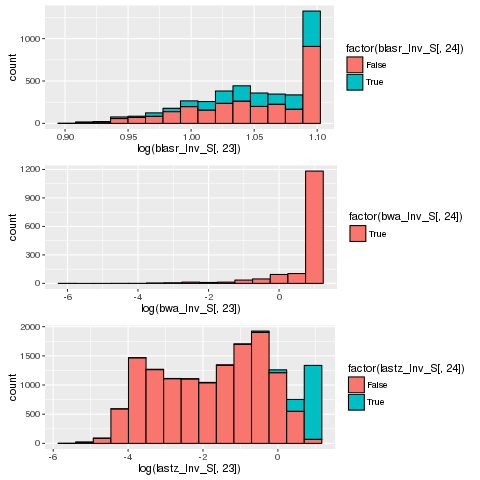 count
1000
500
0
0.90 0.95 1.00 1.05 1.10
log(blasr_Inv_S[, 23])
factor(blasr_Inv_S[, 24])
False
True
count
1200
900
600
300
0
-6 -4 -2 0
log(bwa_Inv_S[, 23])
factor(bwa_Inv_S[, 24])
True
count
2000
1500
1000
500
0
-6 -4 -2 0
log(lastz_Inv_S[, 23])
factor(lastz_Inv_S[, 24])
False
True